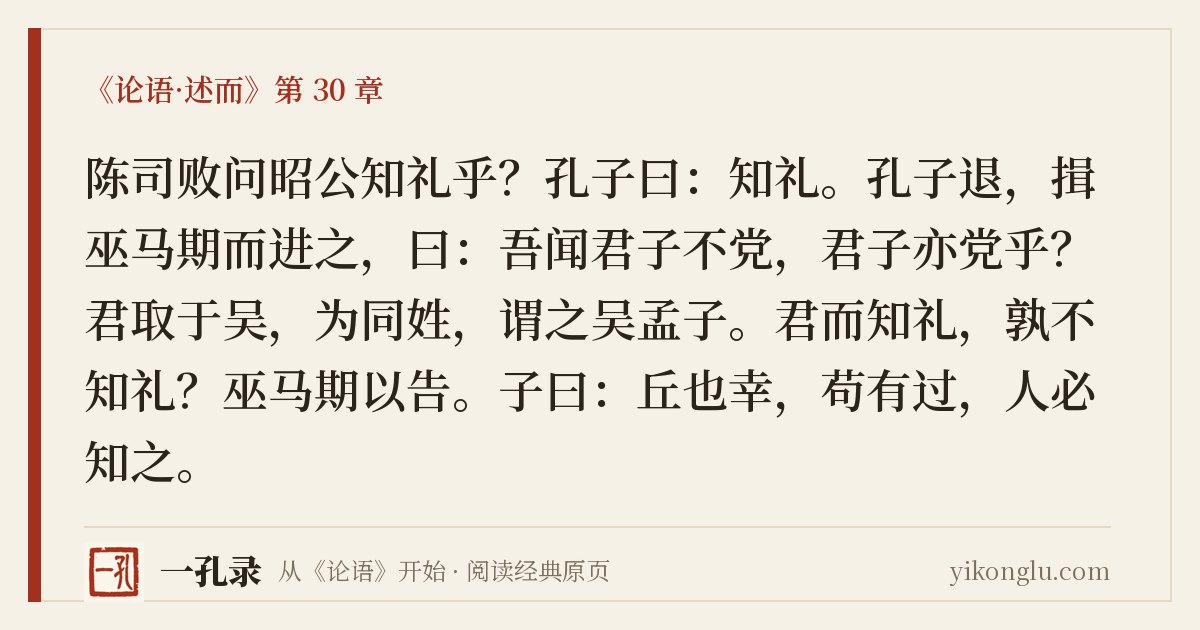 《论语·述而》第 30 章
陈司败问昭公知礼乎？孔子曰：知礼。孔子退，揖
巫马期而进之，曰：吾闻君子不党，君子亦党乎？
君取于吴，为同姓，谓之吴孟子。君而知礼，孰不
知礼？巫马期以告。子曰：丘也幸，苟有过，人必
知之。
一孔
一孔录 从《论语》开始 · 阅读经典原页 yikonglu.com